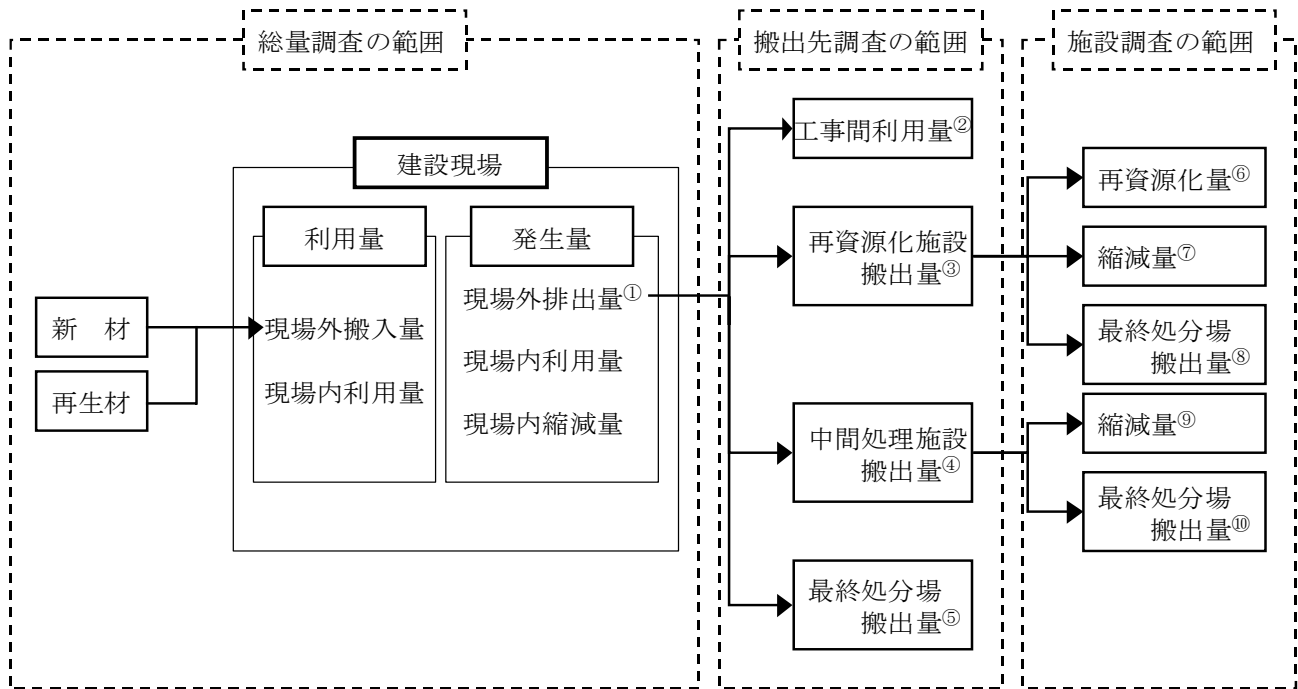 総量調査の範囲
搬出先調査の範囲
施設調査の範囲
建設現場
利用量
発生量
新　材
再生材
現場外搬入量
現場内利用量
現場外排出量①
現場内利用量
現場内縮減量
工事間利用量②
再資源化施設
搬出量③
中間処理施設
搬出量④
最終処分場
搬出量⑤
再資源化量⑥
縮減量⑦
最終処分場
搬出量⑧
縮減量⑨
最終処分場
搬出量⑩